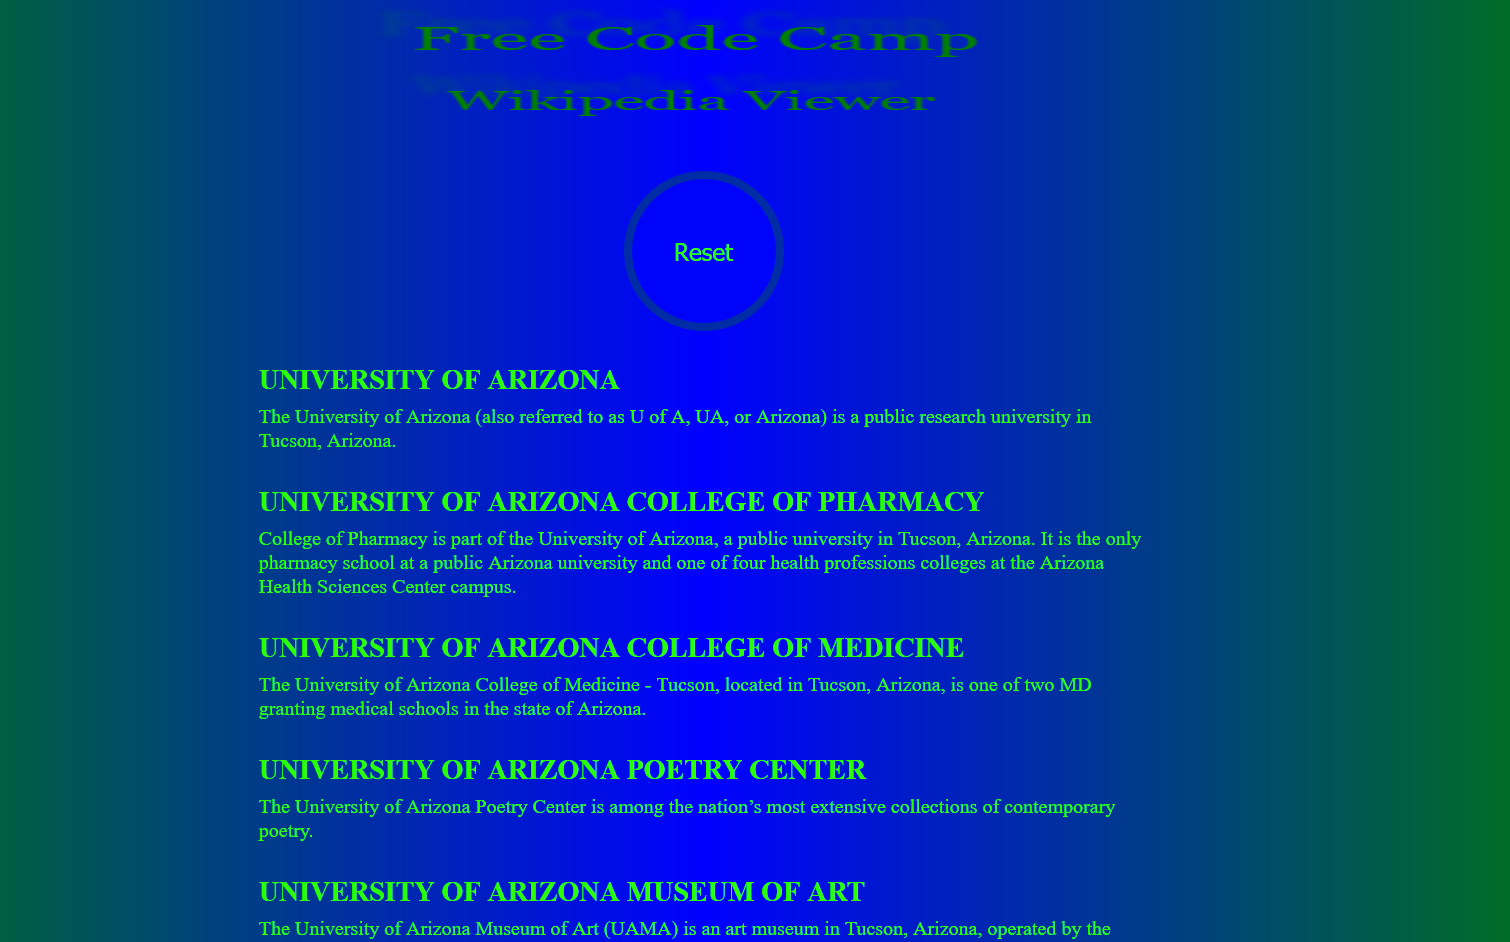 Free Code Camp
Wikipedia Viewer
Reset
UNIVERSITY OF ARIZONA
The University of Arizona (also referred to as U of A, UA, or Arizona) is a public research university in
Tucson, Arizona.
UNIVERSITY OF ARIZONA COLLEGE OF PHARMACY
College of Pharmacy is part of the University of Arizona, a public university in Tucson, Arizona. It is the only
pharmacy school at a public Arizona university and one of four health professions colleges at the Arizona
Health Sciences Center campus.
UNIVERSITY OF ARIZONA COLLEGE OF MEDICINE
The University of Arizona College of Medicine - Tucson, located in Tucson, Arizona, is one of two MD
granting medical schools in the state of Arizona.
UNIVERSITY OF ARIZONA POETRY CENTER
The University of Arizona Poetry Center is among the nation’s most extensive collections of contemporary
poetry.
UNIVERSITY OF ARIZONA MUSEUM OF ART
The University of Arizona Museum of Art (UAMA) is an art museum in Tucson, Arizona, operated by the